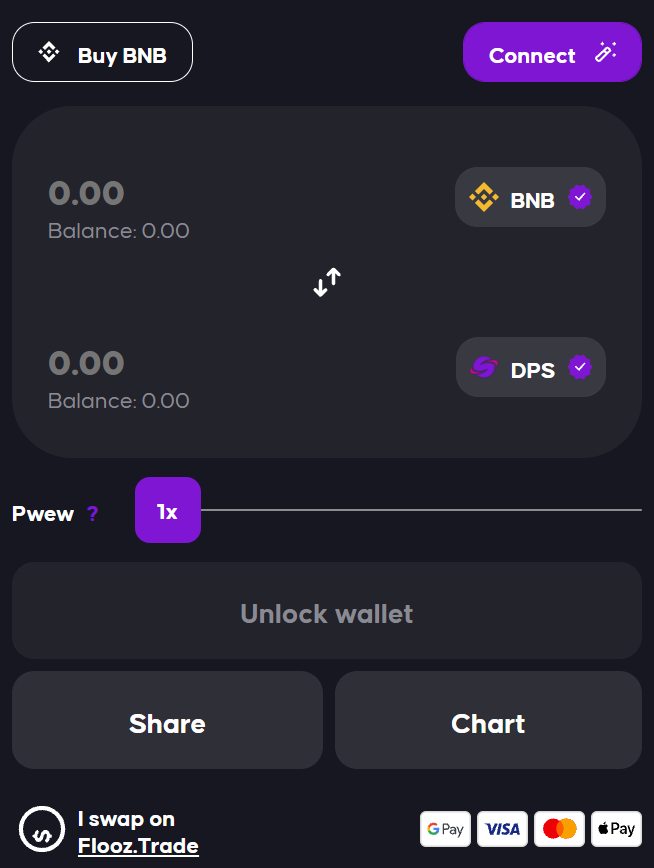 Buy BNB
Connect
0.00
BNB
Balance: 0.00
0.00
DPS
Balance: 0.00
Pwew ?
1x
Unlock wallet
Share
Chart
I swap on
Flooz.Trade
G Pay
VISA
Pay